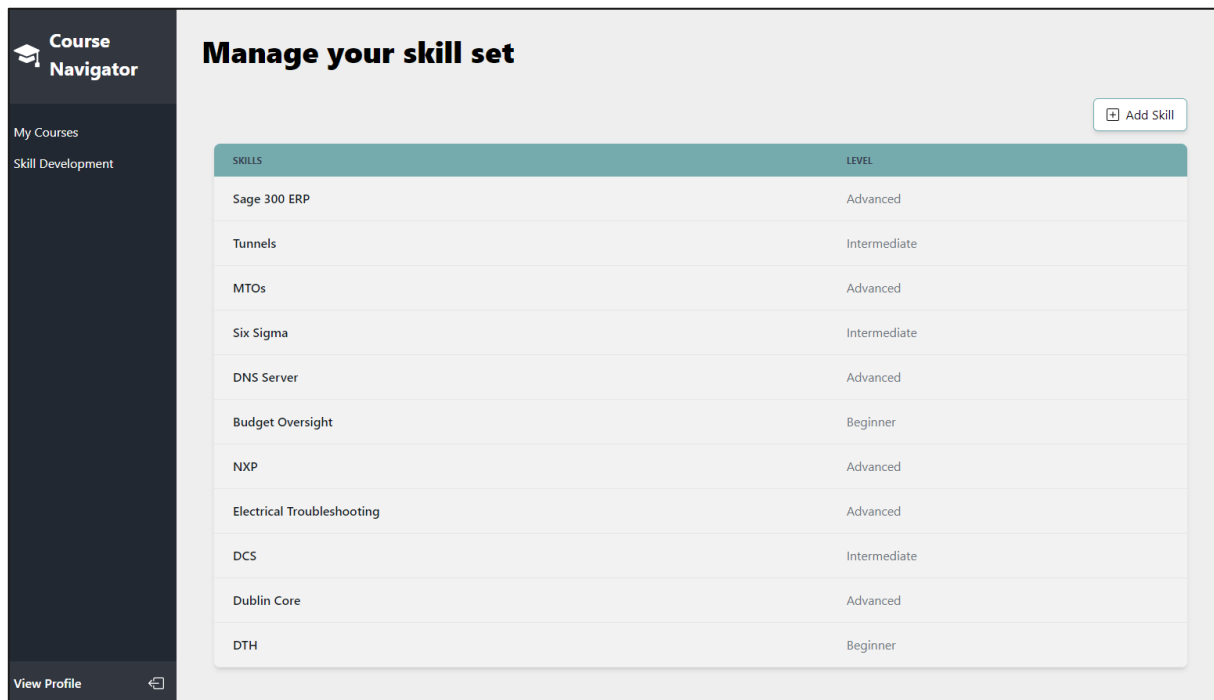 Course
Navigator
My Courses
Skill Development
View Profile
Manage your skill set
Add Skill
SKILLS LEVEL
Sage 300 ERP Advanced
Tunnels Intermediate
MTOs Advanced
Six Sigma Intermediate
DNS Server Advanced
Budget Oversight Beginner
NXP Advanced
Electrical Troubleshooting Advanced
DCS Intermediate
Dublin Core Advanced
DTH Beginner